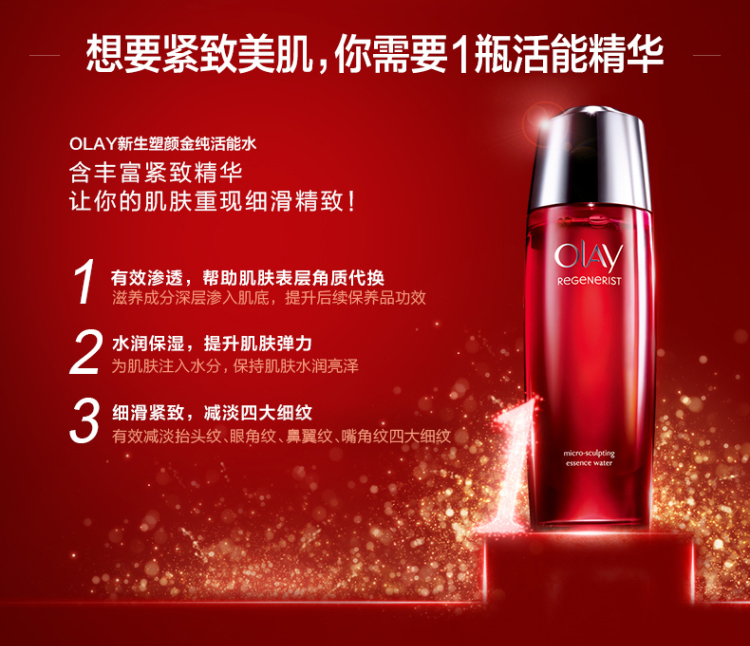 想要紧致美肌，你需要1瓶活能精华
OLAY新生塑颜金纯活能水
含丰富紧致精华
让你的肌肤重现细滑精致！
1
有效渗透，帮助肌肤表层角质代换
滋养成分深层渗入肌底，提升后续保养品功效
2
水润保湿，提升肌肤弹力
为肌肤注入水分，保持肌肤水润亮泽
3
细滑紧致，减淡四大细纹
有效减淡抬头纹、眼角纹、鼻翼纹、嘴角纹四大细纹
OLAY
REGENERIST
micro-sculpting
essence water
1